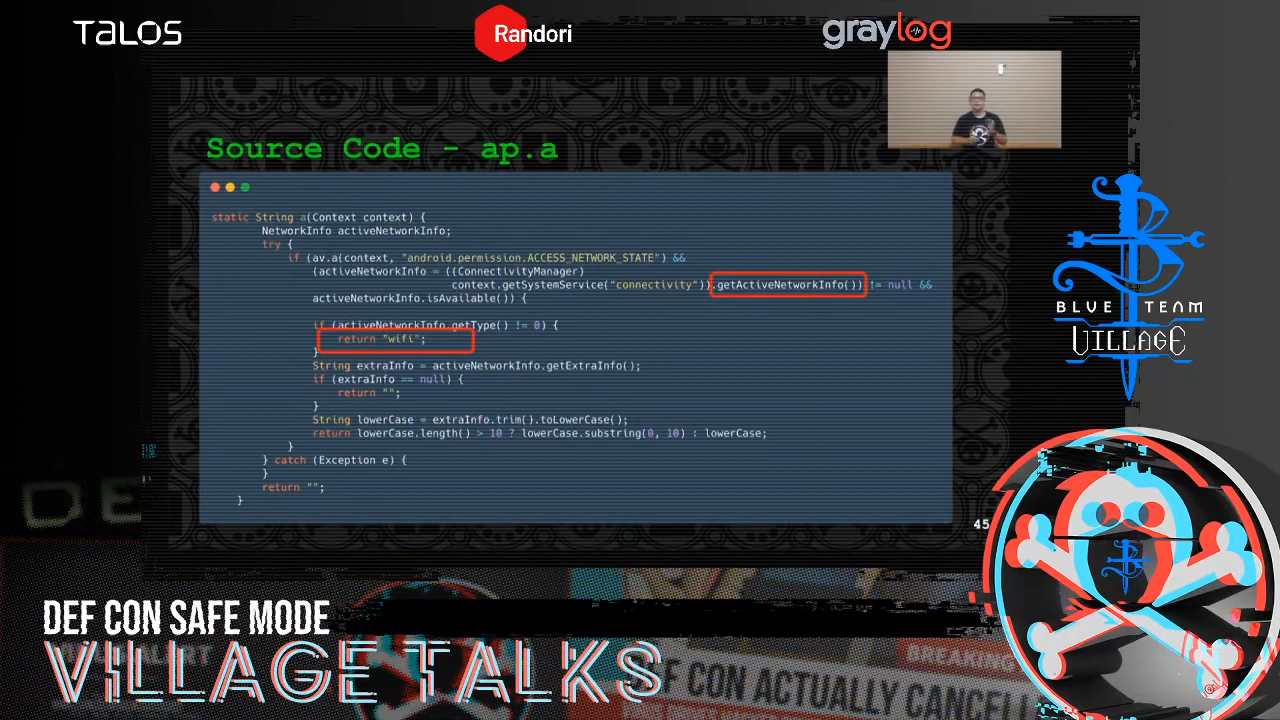 TALOS
Randori
graylog
Source Code - ap.a
static String a(Context context) {
NetworkInfo activeNetworkInfo;
try {
if (av.a(context, "android.permission.ACCESS_NETWORK_STATE") &&
(activeNetworkInfo = ((ConnectivityManager)
context.getSystemService("connectivity")).getActiveNetworkInfo()) != null &&
activeNetworkInfo.isAvailable()) {
if (activeNetworkInfo.getType() != 0) {
return "wifi";
}
String extraInfo = activeNetworkInfo.getExtraInfo();
if (extraInfo == null) {
return "";
}
String lowerCase = extraInfo.trim().toLowerCase();
return lowerCase.length() > 10 ? lowerCase.substring(0, 10) : lowerCase;
}
} catch (Exception e) {
}
return "";
}
45
BLUE TEAM
VILLAGE
DEF CON SAFE MODE
VILLAGE TALKS
BREAKING
DEF CON ACTUALLY CANCELL